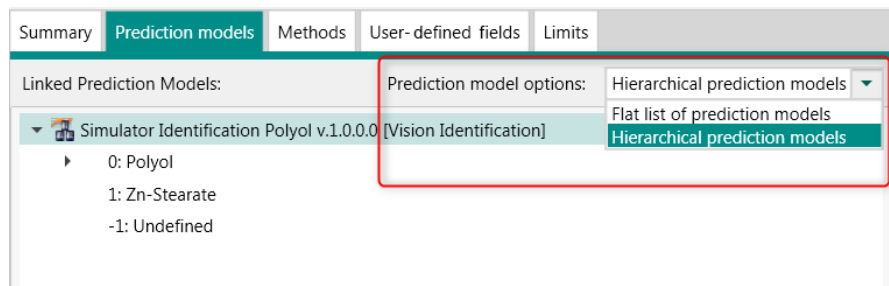 Summary Prediction models Methods User- defined fields Limits
Linked Prediction Models: Prediction model options: Hierarchical prediction models
Flat list of prediction models
Simulator Identification Polyol v.1.0.0.0 [Vision Identification] Hierarchical prediction models
0: Polyol
1: Zn-Stearate
-1: Undefined